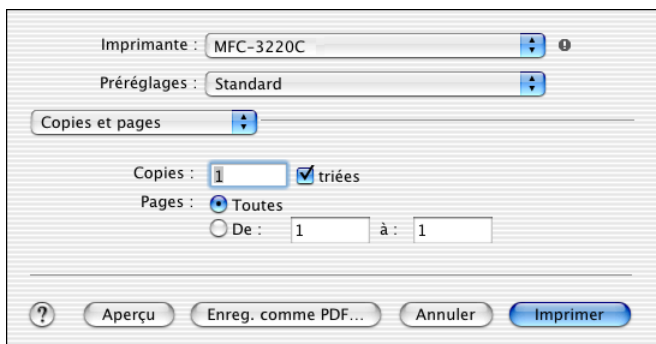 Imprimante : MFC-3220C
Préréglages : Standard
Copies et pages
Copies : 1 triées
Pages : Toutes
De : 1 à : 1
? Aperçu Enreg. comme PDF... Annuler Imprimer